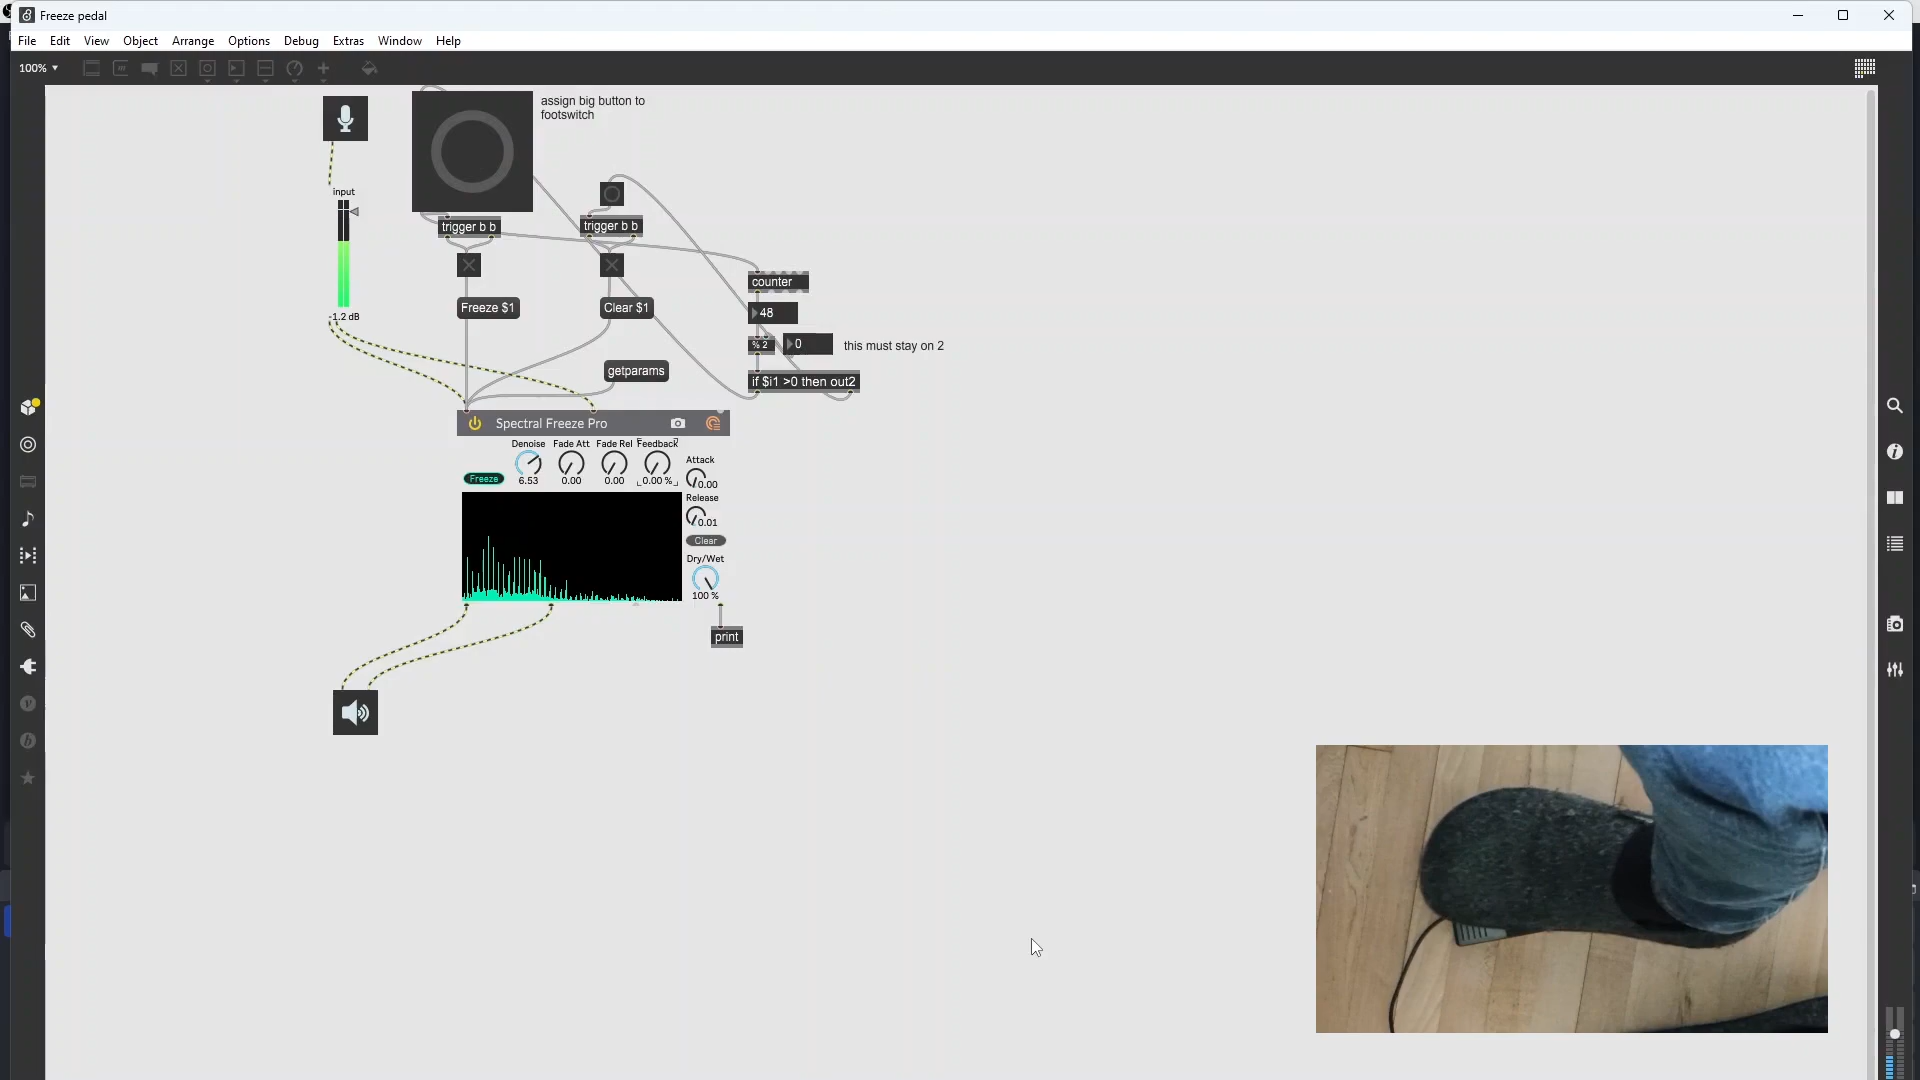 Freeze pedal
File Edit View Object Arrange Options Debug Extras Window Help
100%
assign big button to
footswitch
input
trigger b b
trigger b b
counter
Freeze $1
Clear $1
48
-1.2 dB
% 2
0
this must stay on 2
getparams
if $i1 >0 then out2
Spectral Freeze Pro
Denoise Fade Att Fade Rel Feedback
Attack
Freeze
6.53 0.00 0.00 0.00 %
0.00
Release
0.01
Clear
Dry/Wet
100 %
print